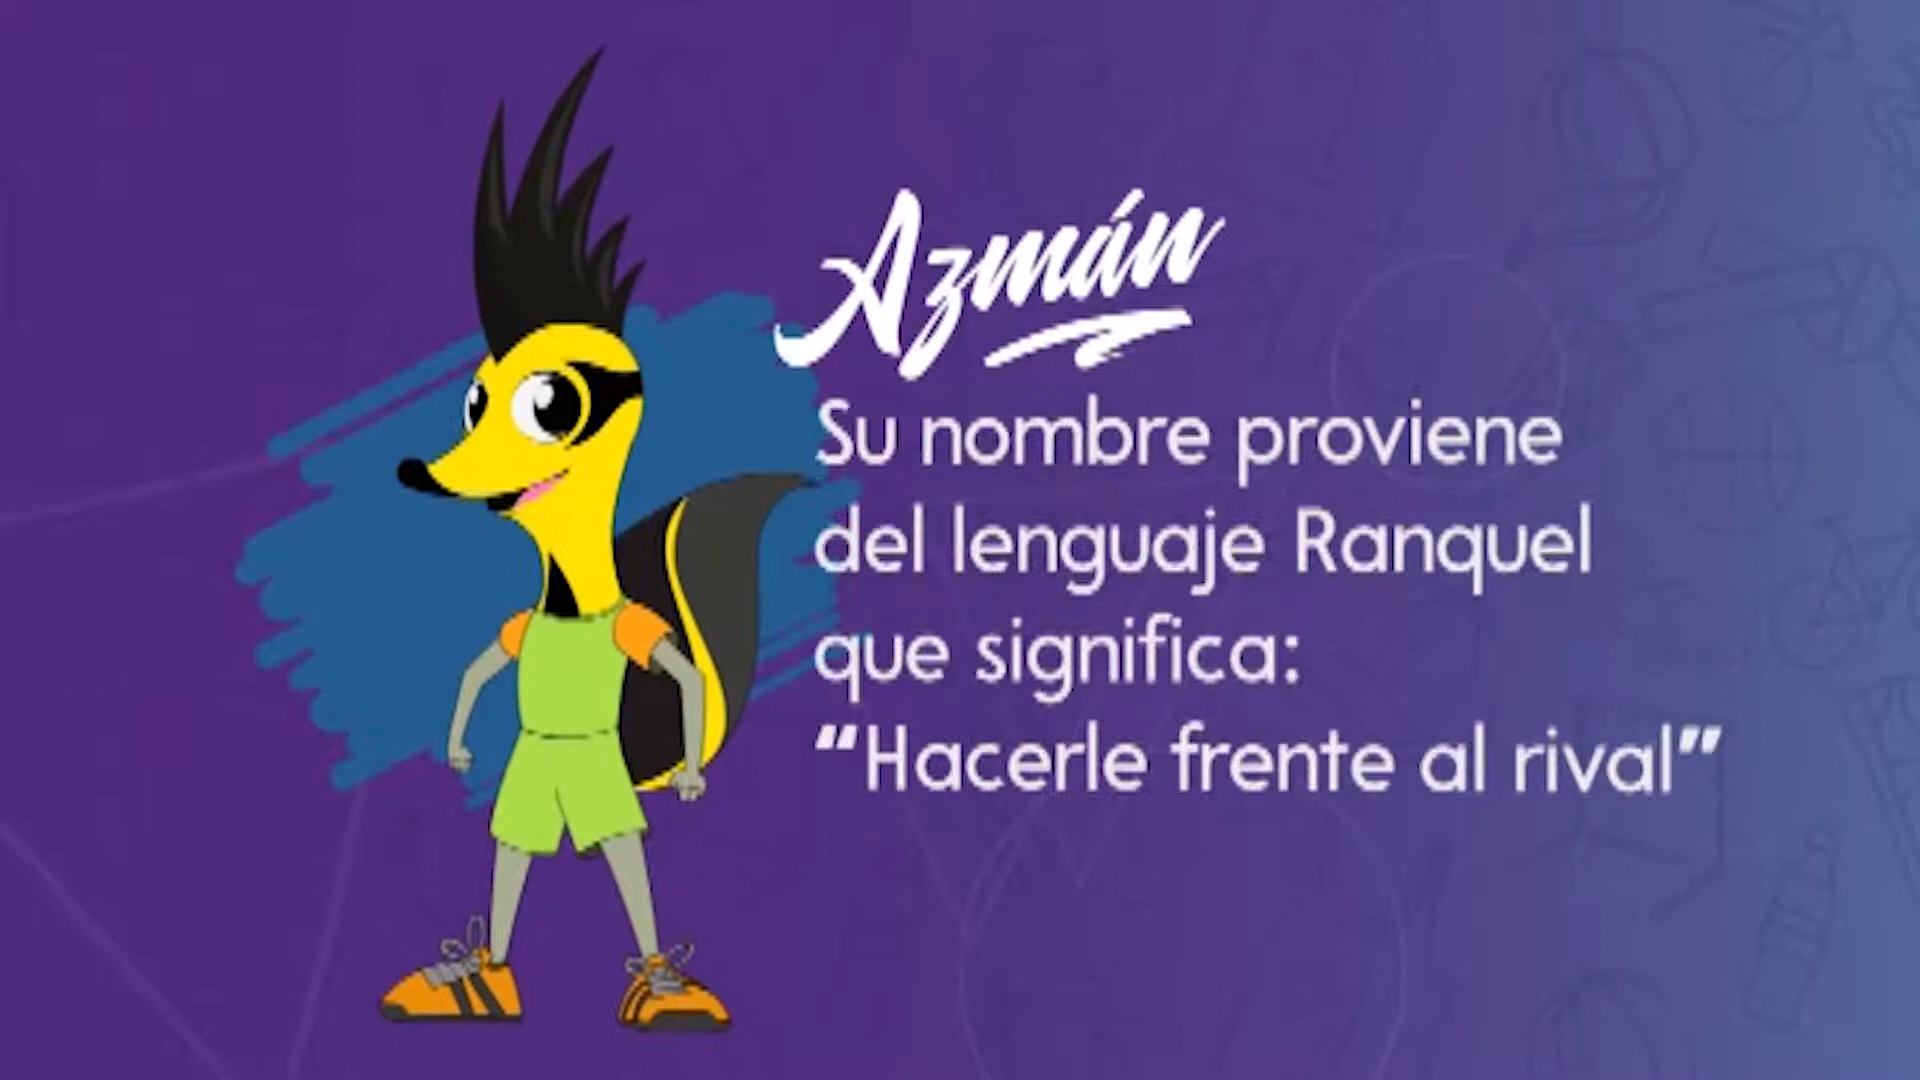 Azmán
Su nombre proviene
del lenguaje Ranquel
que significa:
“Hacerle frente al rival”